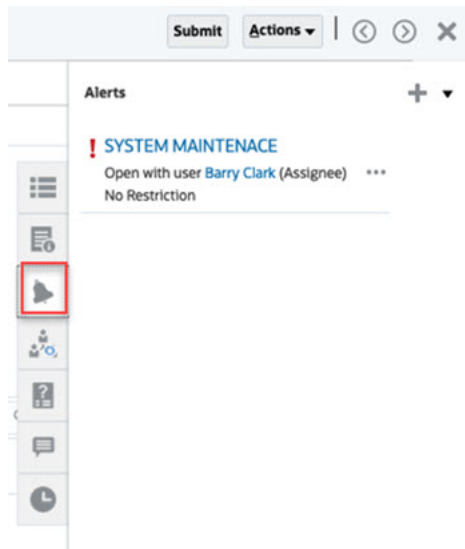 Submit
Actions
Alerts
! SYSTEM MAINTENACE
Open with user Barry Clark (Assignee)
No Restriction